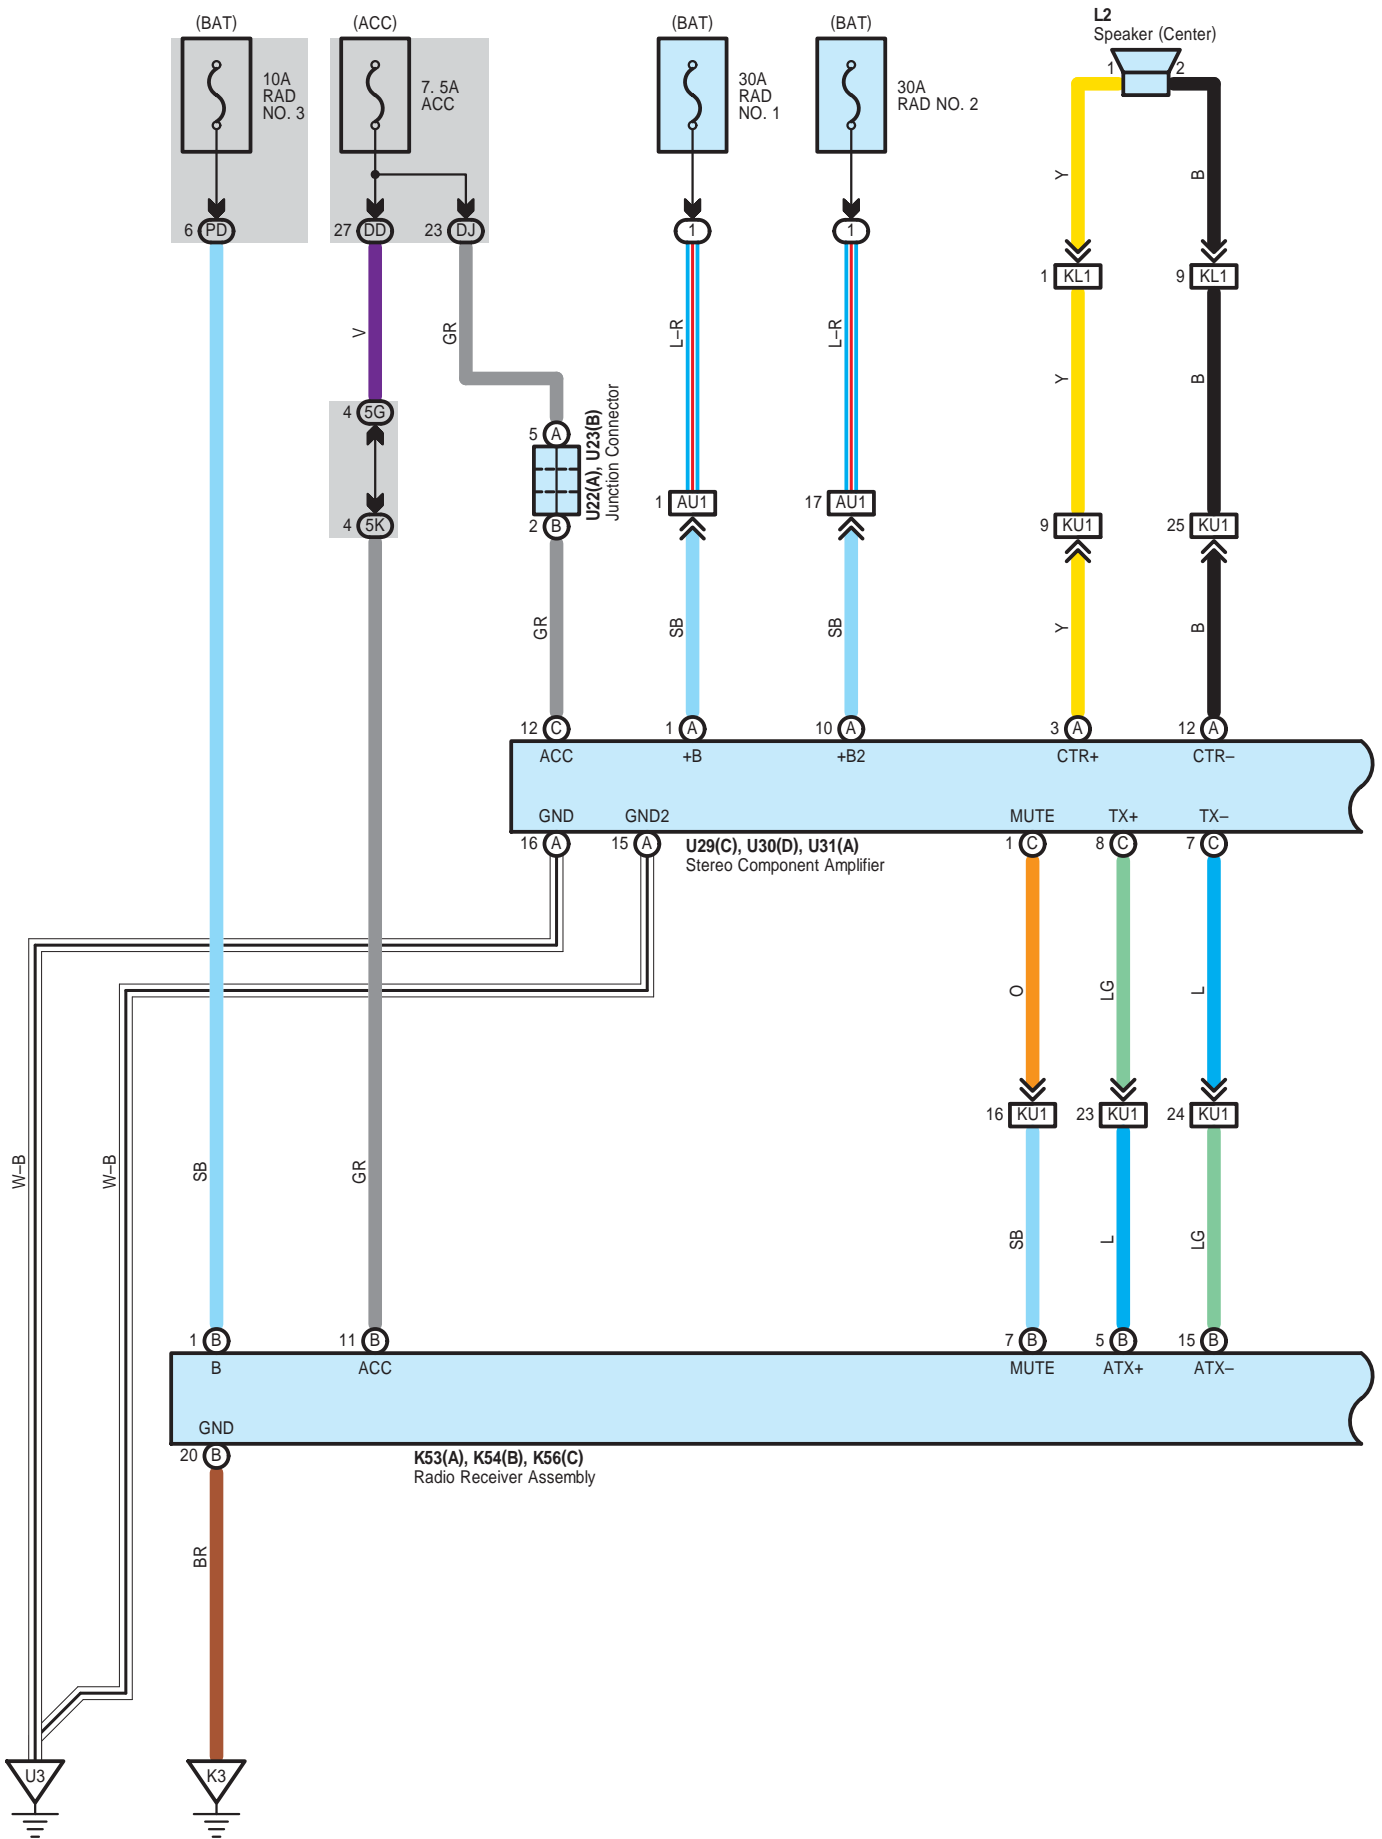 (BAT)
(ACC)
(BAT)
(BAT)
L2
Speaker (Center)
1
2
10A
RAD
NO. 3
7. 5A
ACC
30A
RAD
NO. 1
30A
RAD NO. 2
Y
B
6 PD
27 DD
23 DJ
1
1
1 KL1
9 KL1
V
GR
L–R
L–R
Y
B
4 5G
5 A
U22(A), U23(B)
Junction Connector
1 AU1
17 AU1
4 5K
2 B
9 KU1
25 KU1
GR
SB
SB
Y
B
12 C
1 A
10 A
3 A
12 A
ACC
+B
+B2
CTR+
CTR–
GND
GND2
MUTE
TX+
TX–
16 A
15 A
U29(C), U30(D), U31(A)
Stereo Component Amplifier
1 C
8 C
7 C
O
LG
L
16 KU1
23 KU1
24 KU1
W–B
W–B
SB
GR
SB
L
LG
1 B
11 B
7 B
5 B
15 B
B
ACC
MUTE
ATX+
ATX–
GND
20 B
K53(A), K54(B), K56(C)
Radio Receiver Assembly
BR
U3
K3